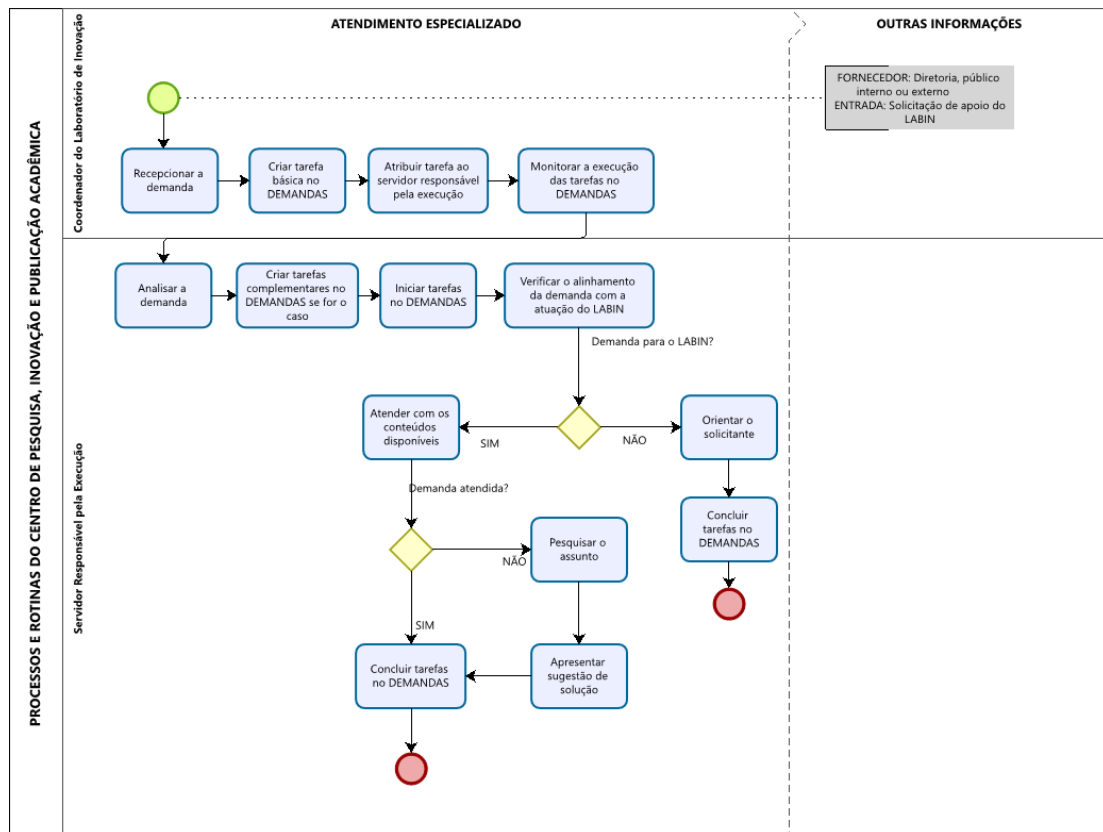 PROCESSOS E ROTINAS DO CENTRO DE PESQUISA, INOVAÇÃO E PUBLICAÇÃO ACADÊMICA
ATENDIMENTO ESPECIALIZADO
OUTRAS INFORMAÇÕES
Coordenador do Laboratório de Inovação
FORNECEDOR: Diretoria, público
interno ou externo
ENTRADA: Solicitação de apoio do
LABIN
Recepcionar a
demanda
Criar tarefa
básica no
DEMANDAS
Atribuir tarefa ao
servidor responsável
pela execução
Monitorar a execução
das tarefas no
DEMANDAS
Servidor Responsável pela Execução
Analisar a
demanda
Criar tarefas
complementares no
DEMANDAS se for o
caso
Iniciar tarefas
no DEMANDAS
Verificar o alinhamento
da demanda com a
atuação do LABIN
Demanda para o LABIN?
Atender com os
conteúdos
disponíveis
SIM
NÃO
Orientar o
solicitante
Demanda atendida?
Concluir
tarefas no
DEMANDAS
Pesquisar o
assunto
NÃO
SIM
Concluir tarefas
no DEMANDAS
Apresentar
sugestão de
solução